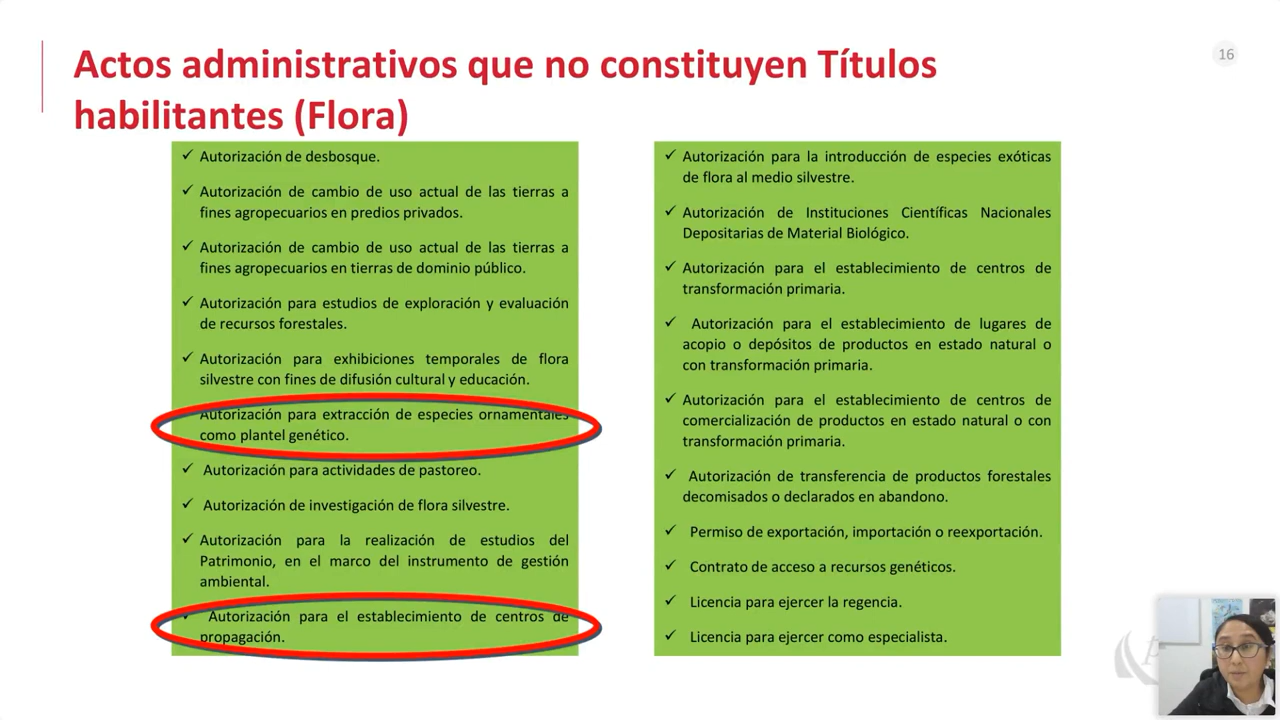 Actos administrativos que no constituyen Títulos
habilitantes (Flora)
16
✓ Autorización de desbosque.
✓ Autorización de cambio de uso actual de las tierras a
fines agropecuarios en predios privados.
✓ Autorización de cambio de uso actual de las tierras a
fines agropecuarios en tierras de dominio público.
✓ Autorización para estudios de exploración y evaluación
de recursos forestales.
✓ Autorización para exhibiciones temporales de flora
silvestre con fines de difusión cultural y educación.
Autorización para extracción de especies ornamentales
como plantel genético.
✓ Autorización para actividades de pastoreo.
✓ Autorización de investigación de flora silvestre.
✓ Autorización para la realización de estudios del
Patrimonio, en el marco del instrumento de gestión
ambiental.
✓ Autorización para el establecimiento de centros de
propagación.
✓ Autorización para la introducción de especies exóticas
de flora al medio silvestre.
✓ Autorización de Instituciones Científicas Nacionales
Depositarias de Material Biológico.
✓ Autorización para el establecimiento de centros de
transformación primaria.
✓ Autorización para el establecimiento de lugares de
acopio o depósitos de productos en estado natural o
con transformación primaria.
✓ Autorización para el establecimiento de centros de
comercialización de productos en estado natural o con
transformación primaria.
✓ Autorización de transferencia de productos forestales
decomisados o declarados en abandono.
✓ Permiso de exportación, importación o reexportación.
✓ Contrato de acceso a recursos genéticos.
✓ Licencia para ejercer la regencia.
✓ Licencia para ejercer como especialista.